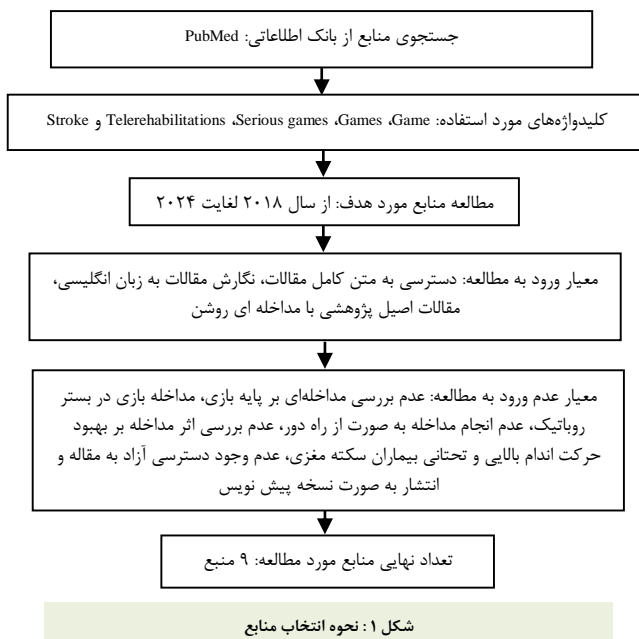 جستجوی منابع از بانک اطلاعاتی: PubMed
کلیدواژه‌های مورد استفاده: Game، Games، Serious games، Telerehabilitations و Stroke
مطالعه منابع مورد هدف: از سال ۲۰۱۸ لغایت ۲۰۲۴
معیار ورود به مطالعه: دسترسی به متن کامل مقالات، نگارش مقالات به زبان انگلیسی،
مقالات اصیل پژوهشی با مداخله ای روشن
معیار عدم ورود به مطالعه: عدم بررسی مداخله‌ای بر پایه بازی، مداخله بازی در بستر
روباتیک، عدم انجام مداخله به صورت از راه دور، عدم بررسی اثر مداخله بر بهبود
حرکت اندام بالایی و تحتانی بیماران سکته مغزی، عدم وجود دسترسی آزاد به مقاله و
انتشار به صورت نسخه پیش نویس
تعداد نهایی منابع مورد مطالعه: ۹ منبع
شکل ۱ : نحوه انتخاب منابع